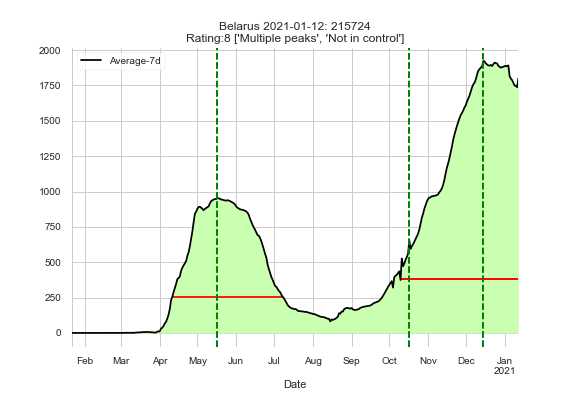 Belarus 2021-01-12: 215724
Rating:8 ['Multiple peaks', 'Not in control']
Average-7d
2000
1750
1500
1250
1000
750
500
250
0
Feb Mar Apr May Jun Jul Aug Sep Oct Nov Dec Jan
2021
Date